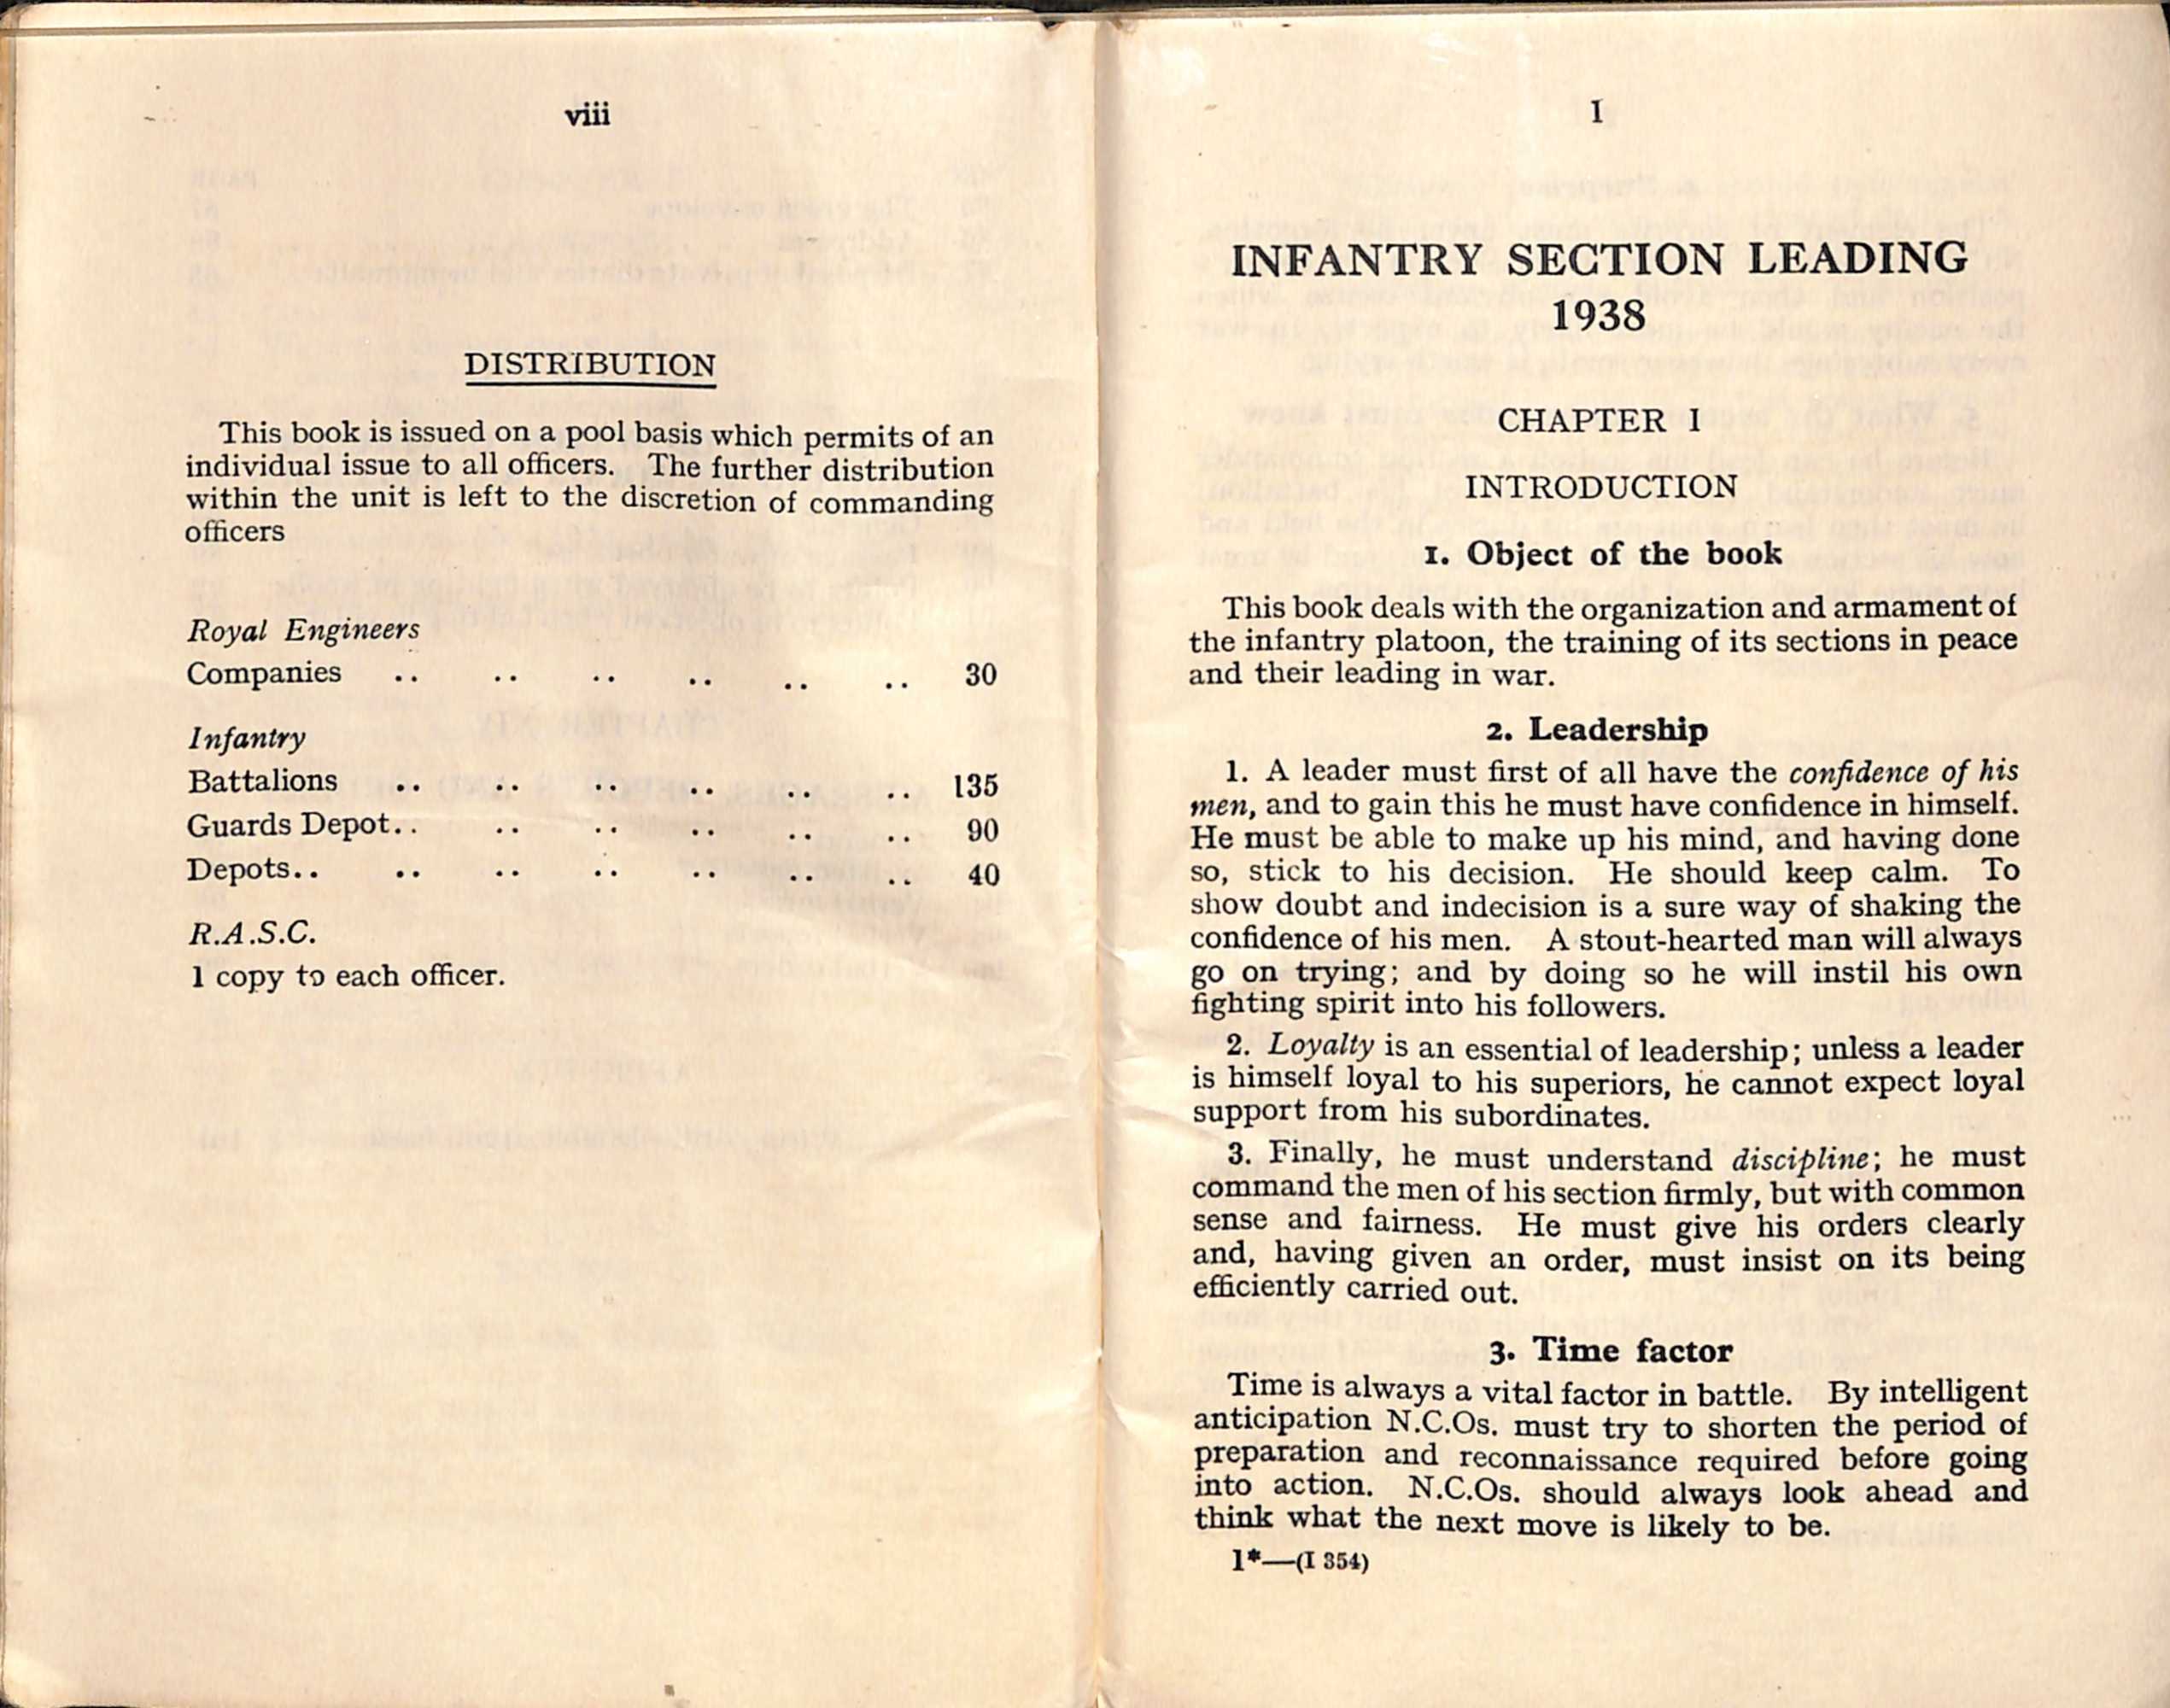 viii
DISTRIBUTION
This book is issued on a pool basis which permits of an
individual issue to all officers. The further distribution
within the unit is left to the discretion of commanding
officers
Royal Engineers
Companies .. .. .. .. .. .. 30
Infantry
Battalions .. .. .. .. .. .. 135
Guards Depot.. .. .. .. .. .. 90
Depots.. .. .. .. .. .. .. 40
R.A.S.C.
1 copy to each officer.
I
INFANTRY SECTION LEADING
1938
CHAPTER I
INTRODUCTION
1. Object of the book
This book deals with the organization and armament of
the infantry platoon, the training of its sections in peace
and their leading in war.
2. Leadership
1. A leader must first of all have the confidence of his
men, and to gain this he must have confidence in himself.
He must be able to make up his mind, and having done
so, stick to his decision. He should keep calm. To
show doubt and indecision is a sure way of shaking the
confidence of his men. A stout-hearted man will always
go on trying; and by doing so he will instil his own
fighting spirit into his followers.
2. Loyalty is an essential of leadership; unless a leader
is himself loyal to his superiors, he cannot expect loyal
support from his subordinates.
3. Finally, he must understand discipline; he must
command the men of his section firmly, but with common
sense and fairness. He must give his orders clearly
and, having given an order, must insist on its being
efficiently carried out.
3. Time factor
Time is always a vital factor in battle. By intelligent
anticipation N.C.Os. must try to shorten the period of
preparation and reconnaissance required before going
into action. N.C.Os. should always look ahead and
think what the next move is likely to be.
1*—(I 354)